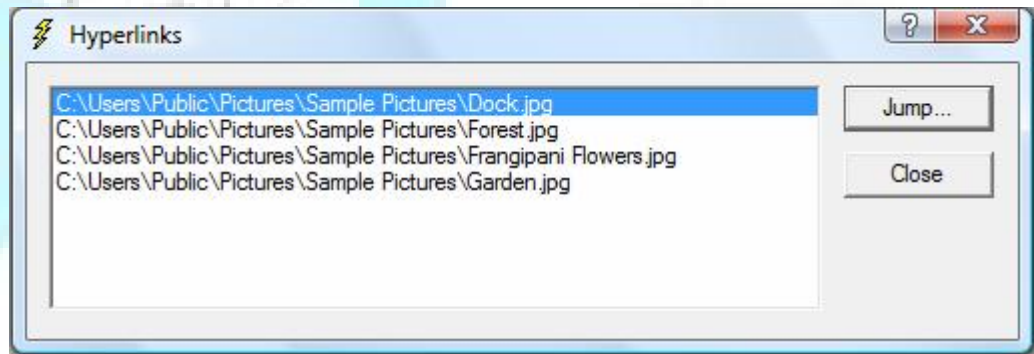 Hyperlinks
C:\Users\Public\Pictures\Sample Pictures\Dock.jpg
C:\Users\Public\Pictures\Sample Pictures\Forest.jpg
C:\Users\Public\Pictures\Sample Pictures\Frangipani Flowers.jpg
C:\Users\Public\Pictures\Sample Pictures\Garden.jpg
Jump...
Close